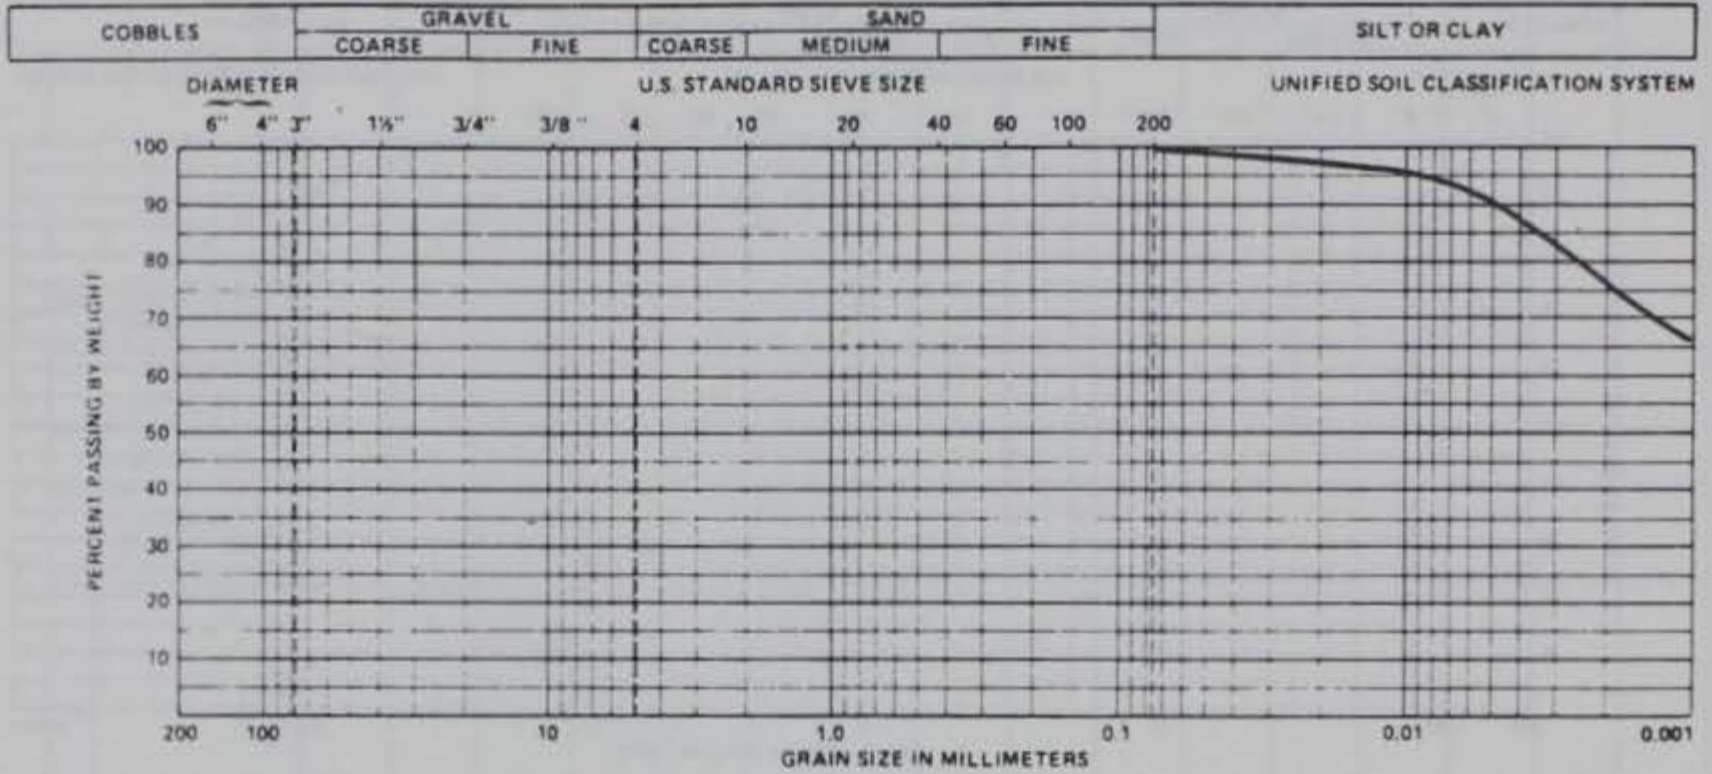 COBBLES GRAVEL SAND SILT OR CLAY
COARSE FINE COARSE MEDIUM FINE
DIAMETER U.S. STANDARD SIEVE SIZE UNIFIED SOIL CLASSIFICATION SYSTEM
6" 4" 3" 1½" 3/4" 3/8" 4 10 20 40 60 100 200
100
90
80
70
60
50
40
30
20
10
PERCENT PASSING BY WEIGHT
200 100 10 1.0 0.1 0.01 0.001
GRAIN SIZE IN MILLIMETERS